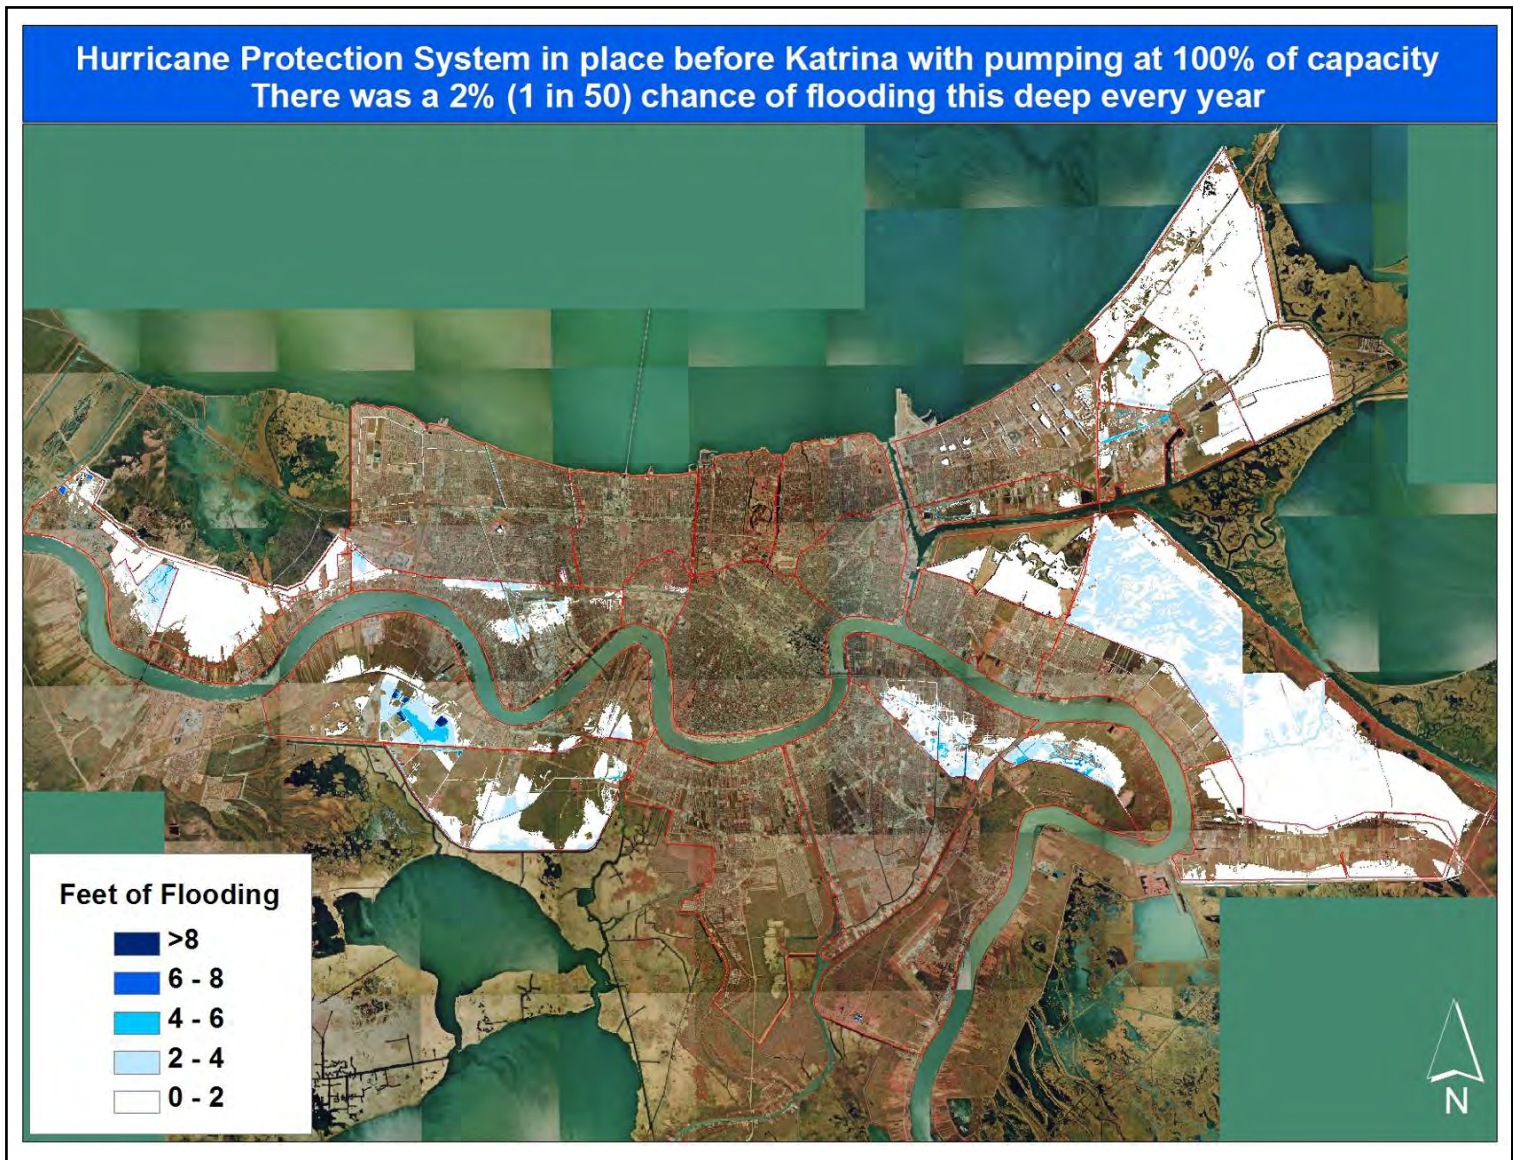 Hurricane Protection System in place before Katrina with pumping at 100% of capacity
There was a 2% (1 in 50) chance of flooding this deep every year
Feet of Flooding
>8
6 - 8
4 - 6
2 - 4
0 - 2
N